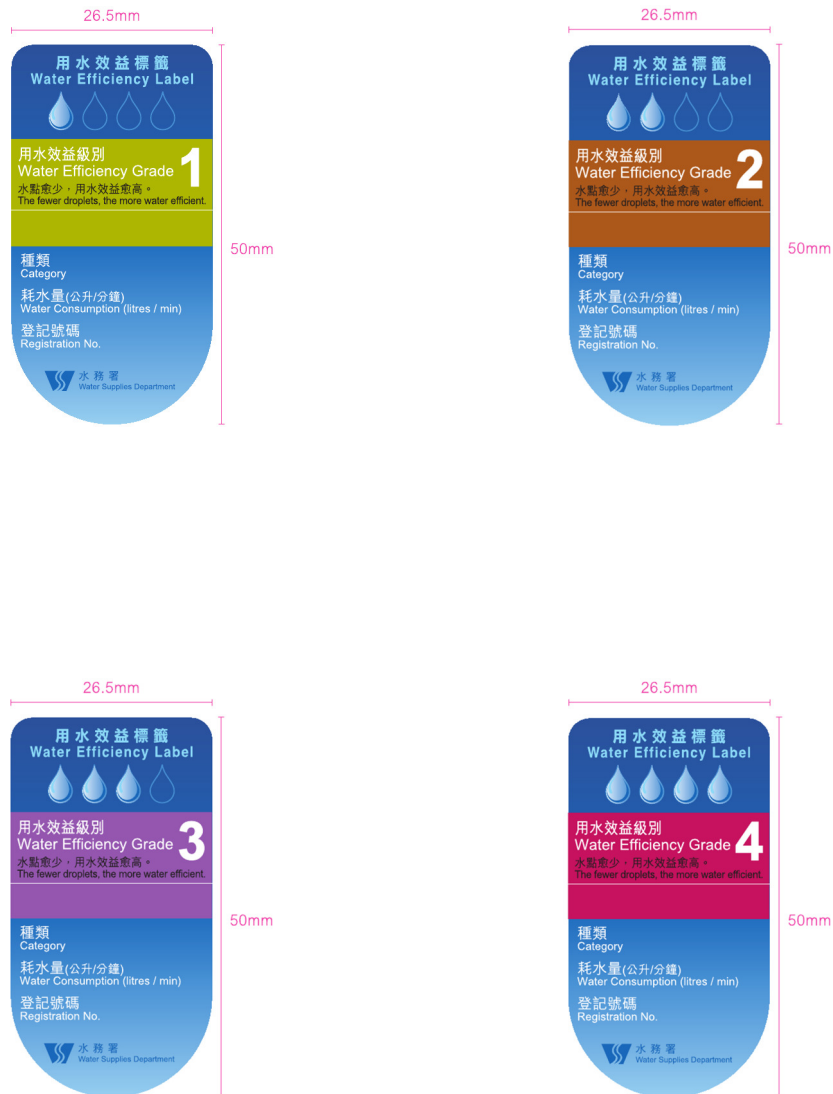 26.5mm
用水效益標籤
Water Efficiency Label
用水效益級別
Water Efficiency Grade 1
水點愈少，用水效益愈高。
The fewer droplets, the more water efficient.
種類
Category
耗水量(公升/分鐘)
Water Consumption (litres / min)
登記號碼
Registration No.
水務署
Water Supplies Department
50mm
26.5mm
用水效益標籤
Water Efficiency Label
用水效益級別
Water Efficiency Grade 2
水點愈少，用水效益愈高。
The fewer droplets, the more water efficient.
種類
Category
耗水量(公升/分鐘)
Water Consumption (litres / min)
登記號碼
Registration No.
水務署
Water Supplies Department
50mm
26.5mm
用水效益標籤
Water Efficiency Label
用水效益級別
Water Efficiency Grade 3
水點愈少，用水效益愈高。
The fewer droplets, the more water efficient.
種類
Category
耗水量(公升/分鐘)
Water Consumption (litres / min)
登記號碼
Registration No.
水務署
Water Supplies Department
50mm
26.5mm
用水效益標籤
Water Efficiency Label
用水效益級別
Water Efficiency Grade 4
水點愈少，用水效益愈高。
The fewer droplets, the more water efficient.
種類
Category
耗水量(公升/分鐘)
Water Consumption (litres / min)
登記號碼
Registration No.
水務署
Water Supplies Department
50mm